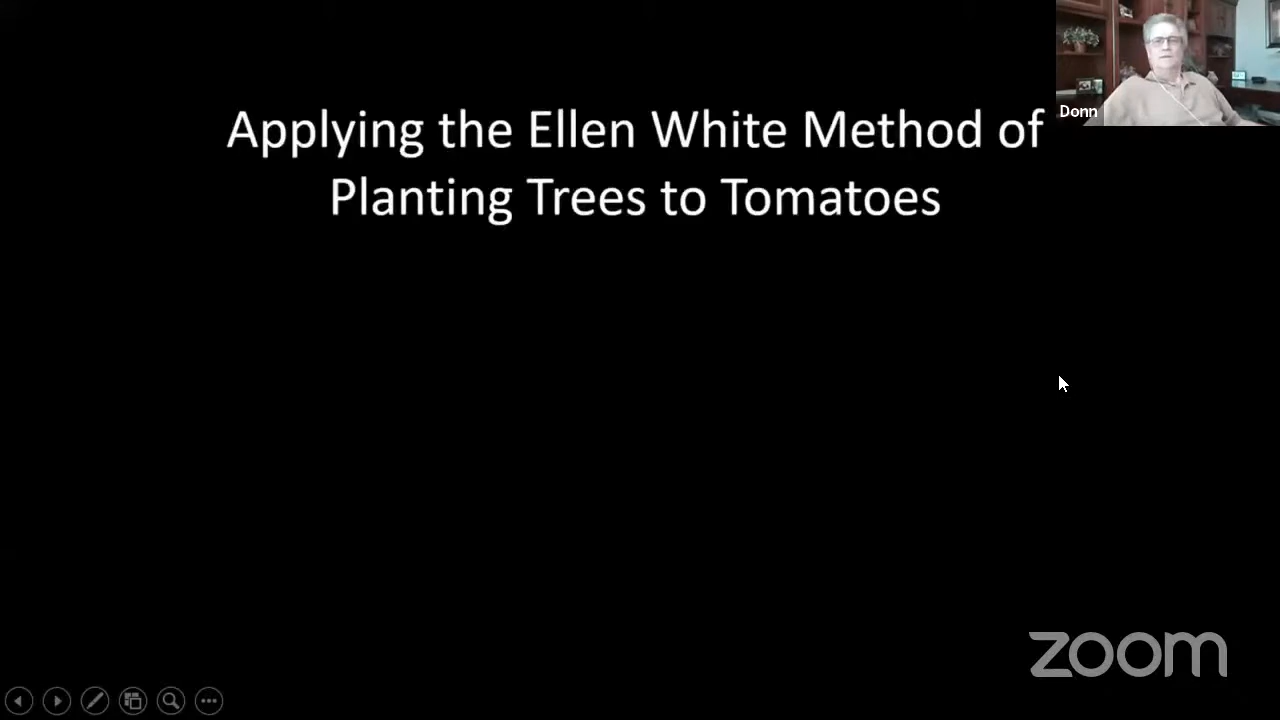 Applying the Ellen White Method of
Planting Trees to Tomatoes
Donn
zoom